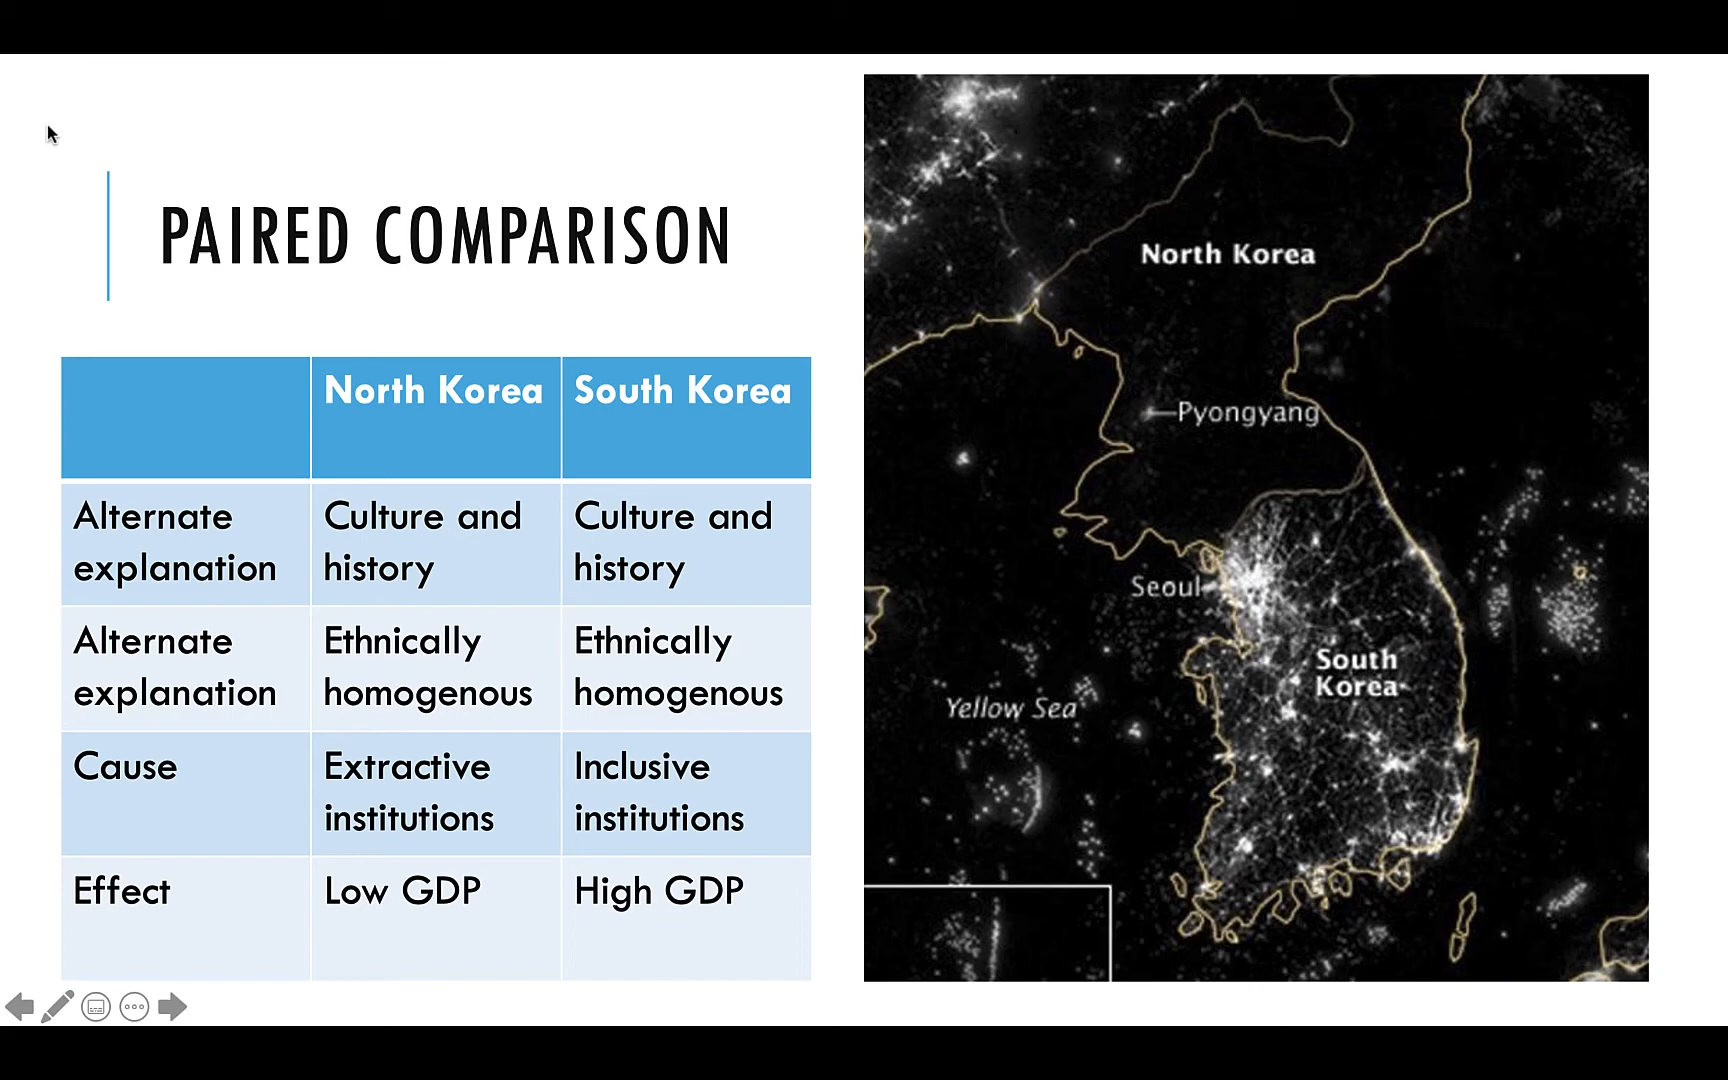 PAIRED COMPARISON
North Korea South Korea
Alternate explanation Culture and history Culture and history
Alternate explanation Ethnically homogenous Ethnically homogenous
Cause Extractive institutions Inclusive institutions
Effect Low GDP High GDP
North Korea
Pyongyang
Seoul
South
Korea
Yellow Sea